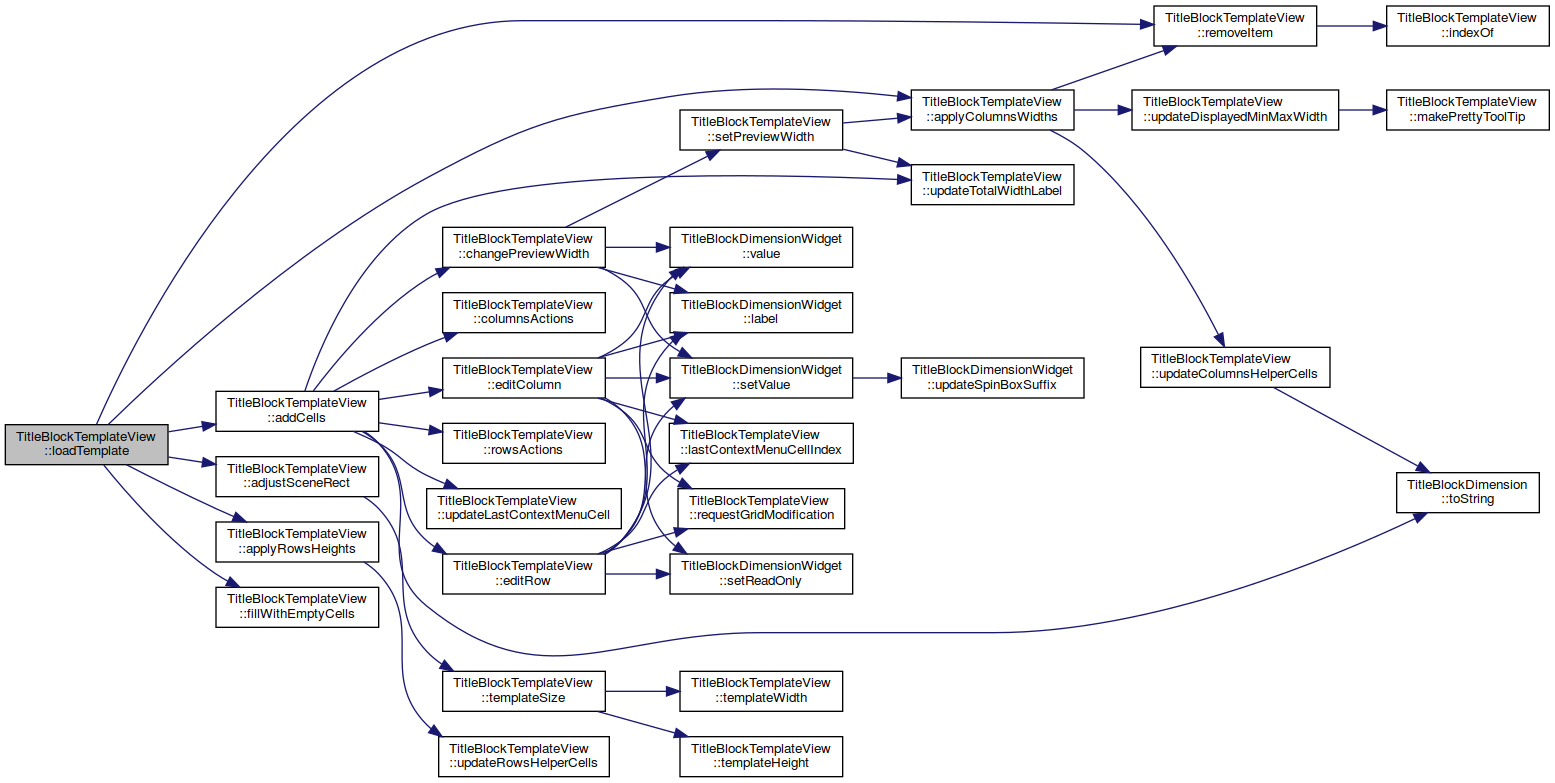 TitleBlockTemplateView
::loadTemplate
TitleBlockTemplateView
::addCells
TitleBlockTemplateView
::adjustSceneRect
TitleBlockTemplateView
::applyRowsHeights
TitleBlockTemplateView
::fillWithEmptyCells
TitleBlockTemplateView
::changePreviewWidth
TitleBlockTemplateView
::columnsActions
TitleBlockTemplateView
::editColumn
TitleBlockTemplateView
::rowsActions
TitleBlockTemplateView
::updateLastContextMenuCell
TitleBlockTemplateView
::editRow
TitleBlockTemplateView
::templateSize
TitleBlockTemplateView
::updateRowsHelperCells
TitleBlockTemplateView
::setPreviewWidth
TitleBlockDimensionWidget
::value
TitleBlockDimensionWidget
::label
TitleBlockDimensionWidget
::setValue
TitleBlockTemplateView
::lastContextMenuCellIndex
TitleBlockTemplateView
::requestGridModification
TitleBlockDimensionWidget
::setReadOnly
TitleBlockTemplateView
::templateWidth
TitleBlockTemplateView
::templateHeight
TitleBlockTemplateView
::applyColumnsWidths
TitleBlockTemplateView
::updateTotalWidthLabel
TitleBlockDimensionWidget
::updateSpinBoxSuffix
TitleBlockTemplateView
::removeItem
TitleBlockTemplateView
::updateDisplayedMinMaxWidth
TitleBlockTemplateView
::updateColumnsHelperCells
TitleBlockTemplateView
::indexOf
TitleBlockTemplateView
::makePrettyToolTip
TitleBlockDimension
::toString